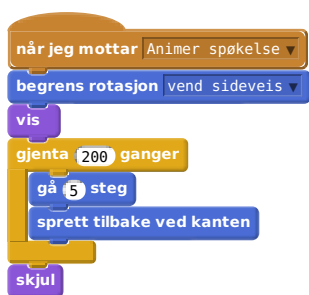 når jeg mottar Animer spøkelse
begrens rotasjon vend sideveis
vis
gjenta 200 ganger
gå 5 steg
sprett tilbake ved kanten
skjul